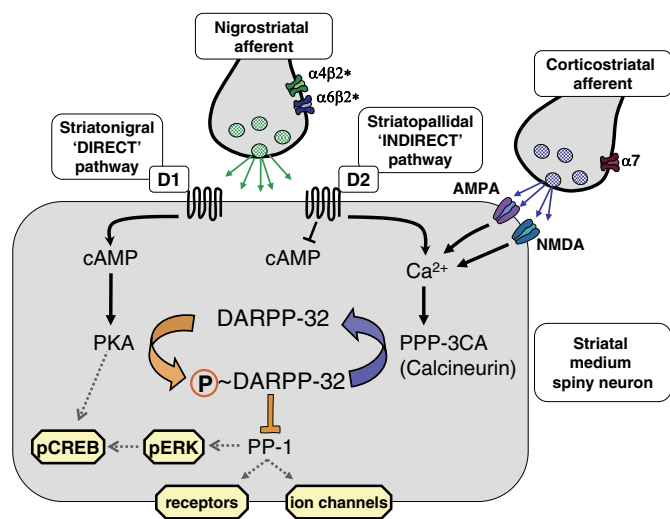 Nigrostriatal
afferent
α4β2*
α6β2*
Corticostriatal
afferent
α7
Striatonigral
'DIRECT'
pathway
Striatopallidal
'INDIRECT'
pathway
D1
D2
AMPA
NMDA
cAMP
cAMP
Ca²⁺
DARPP-32
PKA
PPP-3CA
(Calcineurin)
P~DARPP-32
Striatal
medium
spiny neuron
pCREB
pERK
PP-1
receptors
ion channels